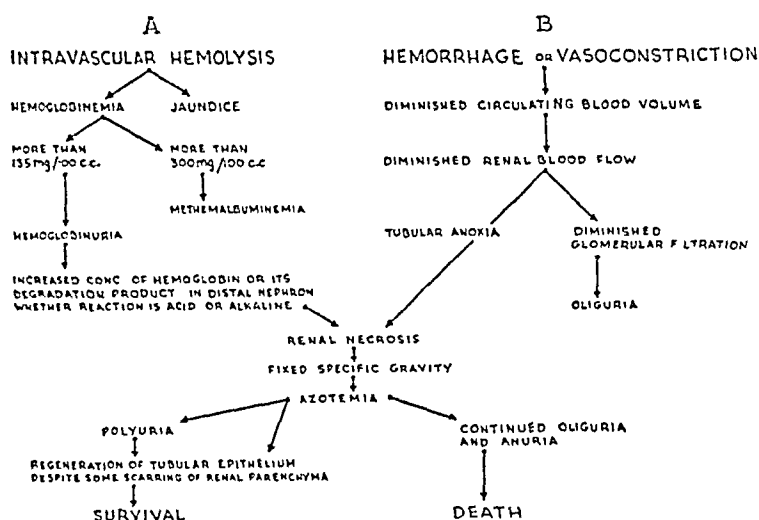 A
INTRAVASCULAR HEMOLYSIS
HEMOGLOBINEMIA
JAUNDICE
MORE THAN
135mg/00 c.c.
MORE THAN
300mg/100 c.c.
METHEMALBUMINEMIA
HEMOGLOBINURIA
INCREASED CONC OF HEMOGLOBIN OR ITS
DEGRADATION PRODUCT IN DISTAL NEPHRON
WHETHER REACTION IS ACID OR ALKALINE
B
HEMORRHAGE OR VASOCONSTRICTION
DIMINISHED CIRCULATING BLOOD VOLUME
DIMINISHED RENAL BLOOD FLOW
TUBULAR ANOXIA
DIMINISHED
GLOMERULAR F LTRATION
OLIGURIA
RENAL NECROSIS
FIXED SPECIFIC GRAVITY
AZOTEMIA
POLYURIA
REGENERATION OF TUBULAR EPITHELIUM
DESPITE SOME SCARRING OF RENAL PARENCHYMA
SURVIVAL
CONTINUED OLIGURIA
AND ANURIA
DEATH